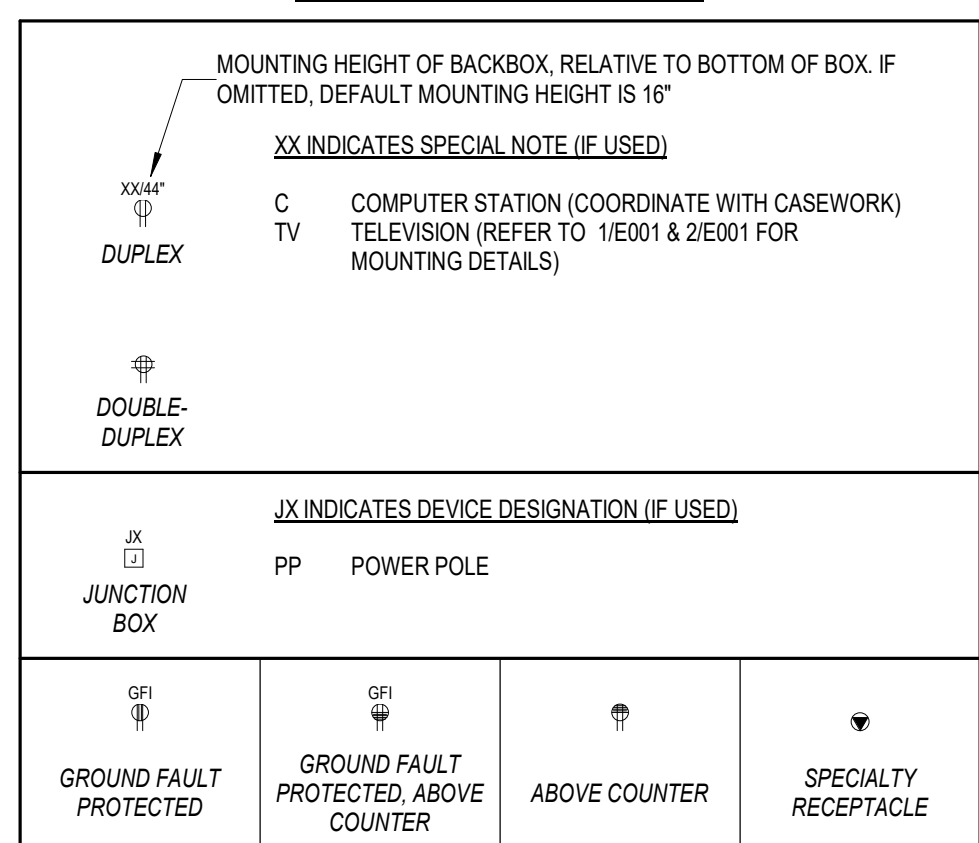 MOUNTING HEIGHT OF BACKBOX, RELATIVE TO BOTTOM OF BOX. IF
OMITTED, DEFAULT MOUNTING HEIGHT IS 16"
XX INDICATES SPECIAL NOTE (IF USED)
XX/44"
DUPLEX
C COMPUTER STATION (COORDINATE WITH CASEWORK)
TV TELEVISION (REFER TO 1/E001 & 2/E001 FOR
MOUNTING DETAILS)
DOUBLE-
DUPLEX
JX INDICATES DEVICE DESIGNATION (IF USED)
JX
J
JUNCTION
BOX
PP POWER POLE
GFI
GROUND FAULT
PROTECTED
GFI
GROUND FAULT
PROTECTED, ABOVE
COUNTER
ABOVE COUNTER
SPECIALTY
RECEPTACLE